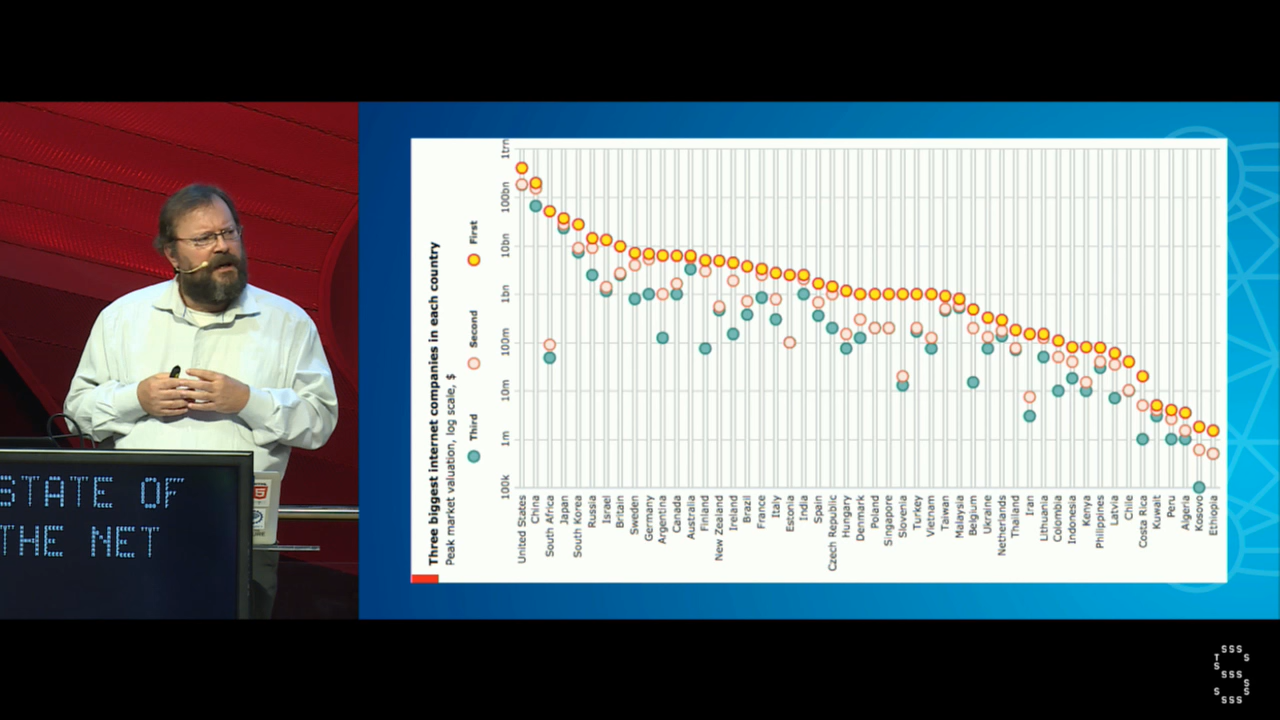 STATE OF
THE NET
Three biggest internet companies in each country
Peak market valuation, log scale, $
Third
Second
First
1trn
100bn
10bn
1bn
100m
10m
1m
100k
United States
China
South Africa
Japan
South Korea
Russia
Israel
Britain
Sweden
Germany
Argentina
Canada
Australia
Finland
New Zealand
Ireland
Brazil
France
Italy
Estonia
India
Spain
Czech Republic
Hungary
Denmark
Poland
Singapore
Slovenia
Turkey
Vietnam
Taiwan
Malaysia
Belgium
Ukraine
Netherlands
Thailand
Iran
Lithuania
Colombia
Indonesia
Kenya
Philippines
Latvia
Chile
Costa Rica
Kuwait
Peru
Algeria
Kosovo
Ethiopia
SSS
T S
S
SSS
S
S S
SSS